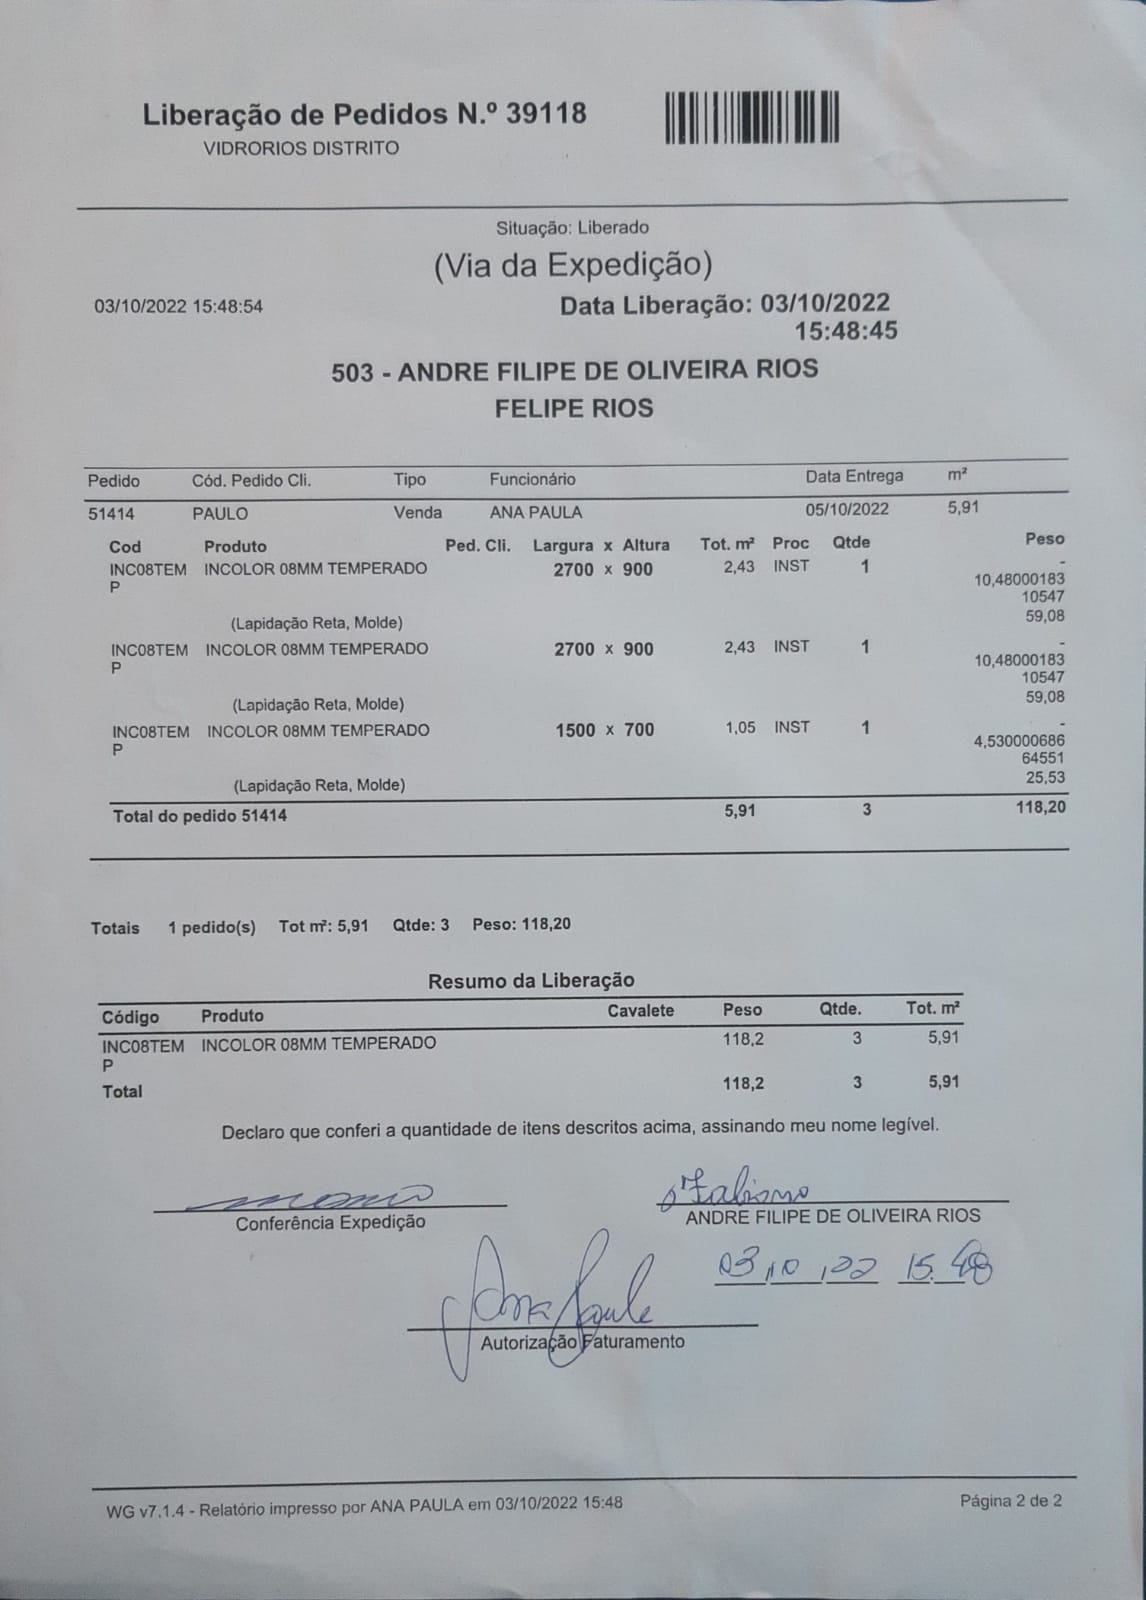 Liberação de Pedidos N.º 39118
VIDRORIOS DISTRITO
Situação: Liberado
(Via da Expedição)
03/10/2022 15:48:54 Data Liberação: 03/10/2022
15:48:45
503 - ANDRE FILIPE DE OLIVEIRA RIOS
FELIPE RIOS
Pedido Cód. Pedido Cli. Tipo Funcionário Data Entrega m²
51414 PAULO Venda ANA PAULA 05/10/2022 5,91
Cod Produto Ped. Cli. Largura x Altura Tot. m² Proc Qtde Peso
INC08TEM INCOLOR 08MM TEMPERADO 2700 x 900 2,43 INST 1 -
P 10,48000183
10547
(Lapidação Reta, Molde) 59,08
INC08TEM INCOLOR 08MM TEMPERADO 2700 x 900 2,43 INST 1 -
P 10,48000183
10547
(Lapidação Reta, Molde) 59,08
INC08TEM INCOLOR 08MM TEMPERADO 1500 x 700 1,05 INST 1 -
P 4,530000686
64551
(Lapidação Reta, Molde) 25,53
Total do pedido 51414 5,91 3 118,20
Totais 1 pedido(s) Tot m²: 5,91 Qtde: 3 Peso: 118,20
Resumo da Liberação
Código Produto Cavalete Peso Qtde. Tot. m²
INC08TEM INCOLOR 08MM TEMPERADO 118,2 3 5,91
P
Total 118,2 3 5,91
Declaro que conferi a quantidade de itens descritos acima, assinando meu nome legível.
Fabiano
Conferência Expedição ANDRE FILIPE DE OLIVEIRA RIOS
03,10,22 15.48
Ana Paula
Autorização Faturamento
WG v7.1.4 - Relatório impresso por ANA PAULA em 03/10/2022 15:48 Página 2 de 2